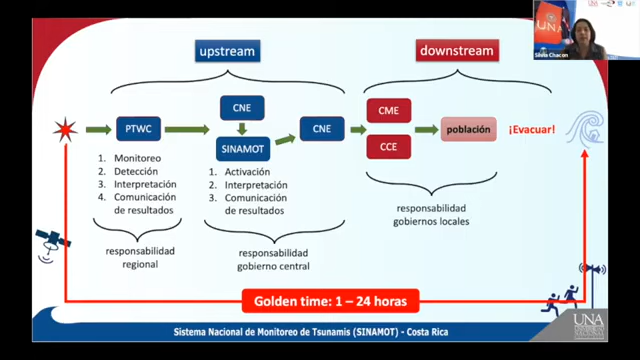 upstream
downstream
CNE
CME
PTWC
SINAMOT
CNE
CCE
población
¡Evacuar!
1. Monitoreo
2. Detección
3. Interpretación
4. Comunicación
de resultados
1. Activación
2. Interpretación
3. Comunicación
de resultados
responsabilidad
regional
responsabilidad
gobierno central
responsabilidad
gobiernos locales
Golden time: 1 – 24 horas
Sistema Nacional de Monitoreo de Tsunamis (SINAMOT) - Costa Rica
UNA
UNA
Silvia Chacon